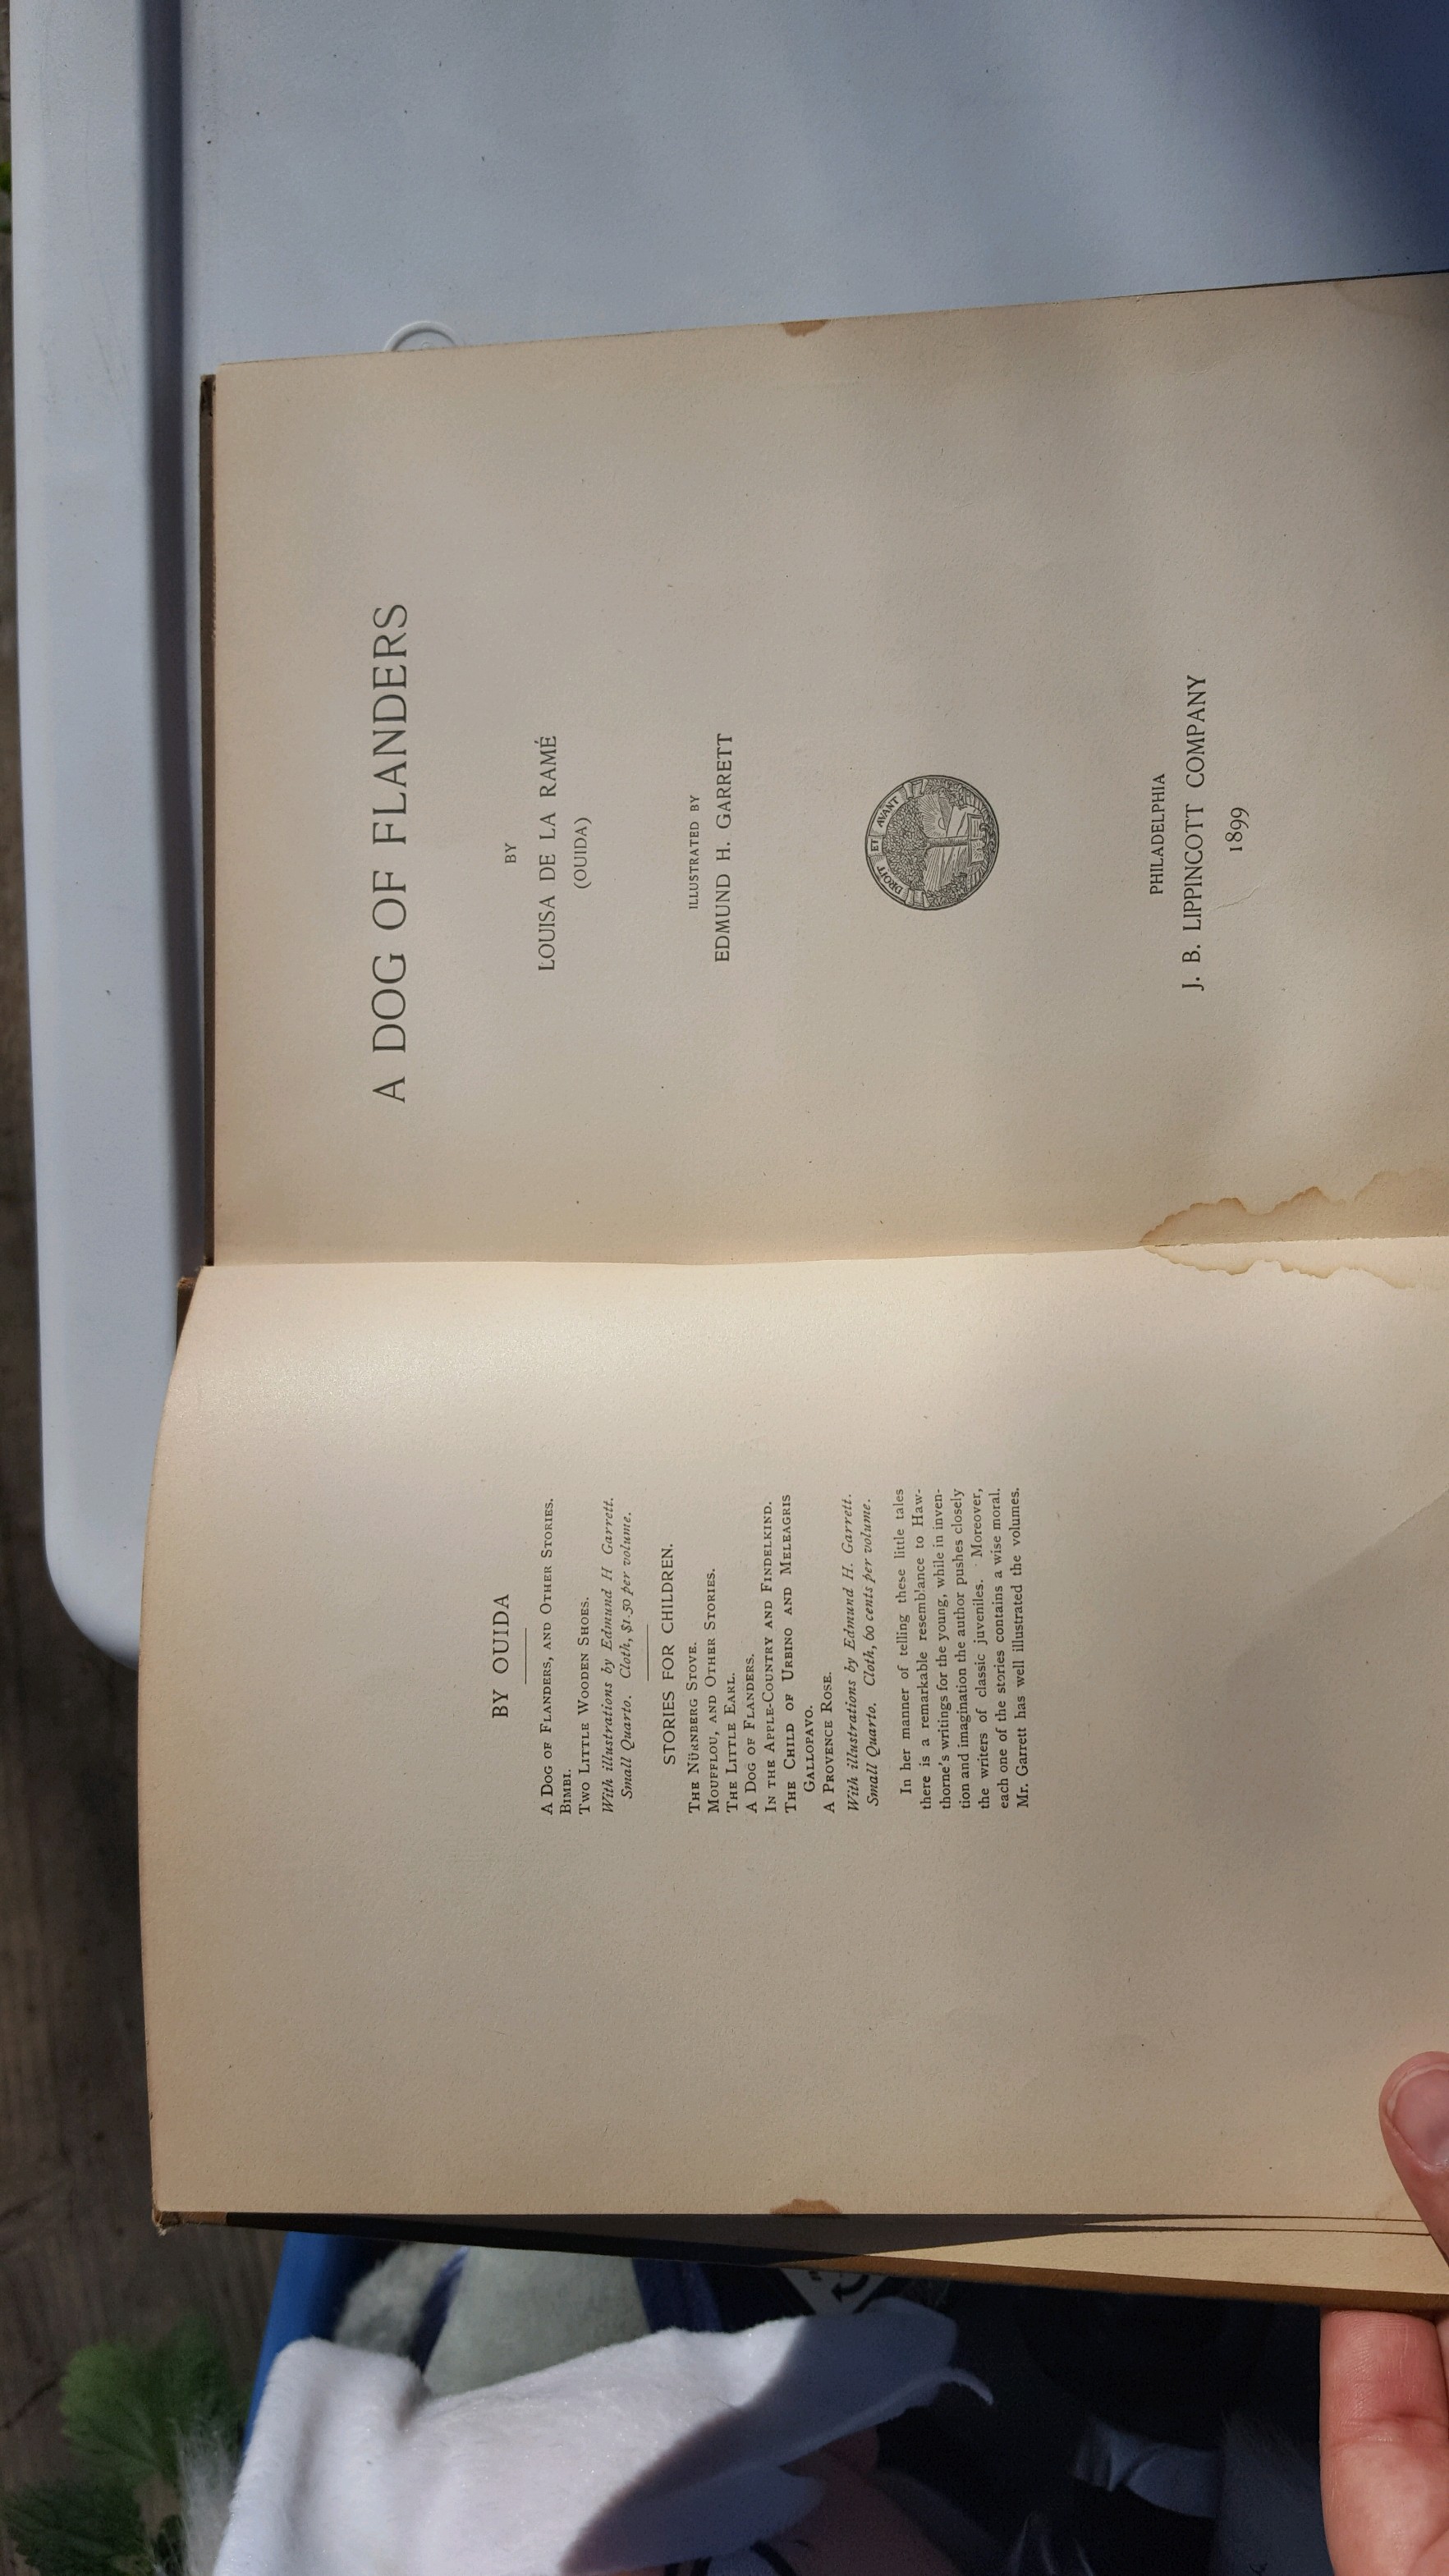 BY OUIDA
A Dog of Flanders, and Other Stories.
Bimbi.
Two Little Wooden Shoes.
With illustrations by Edmund H Garrett.
Small Quarto. Cloth, $1.50 per volume.
STORIES FOR CHILDREN.
The Nürnberg Stove.
Moufflou, and Other Stories.
The Little Earl.
A Dog of Flanders.
In the Apple-Country and Findelkind.
The Child of Urbino and Meleagris
Gallopavo.
A Provence Rose.
With illustrations by Edmund H. Garrett.
Small Quarto. Cloth, 60 cents per volume.
In her manner of telling these little tales
there is a remarkable resemblance to Haw-
thorne's writings for the young, while in inven-
tion and imagination the author pushes closely
the writers of classic juveniles. Moreover,
each one of the stories contains a wise moral.
Mr. Garrett has well illustrated the volumes.
A DOG OF FLANDERS
BY
LOUISA DE LA RAMÉ
(OUIDA)
ILLUSTRATED BY
EDMUND H. GARRETT
DROIT ET AVANT
PHILADELPHIA
J. B. LIPPINCOTT COMPANY
1899